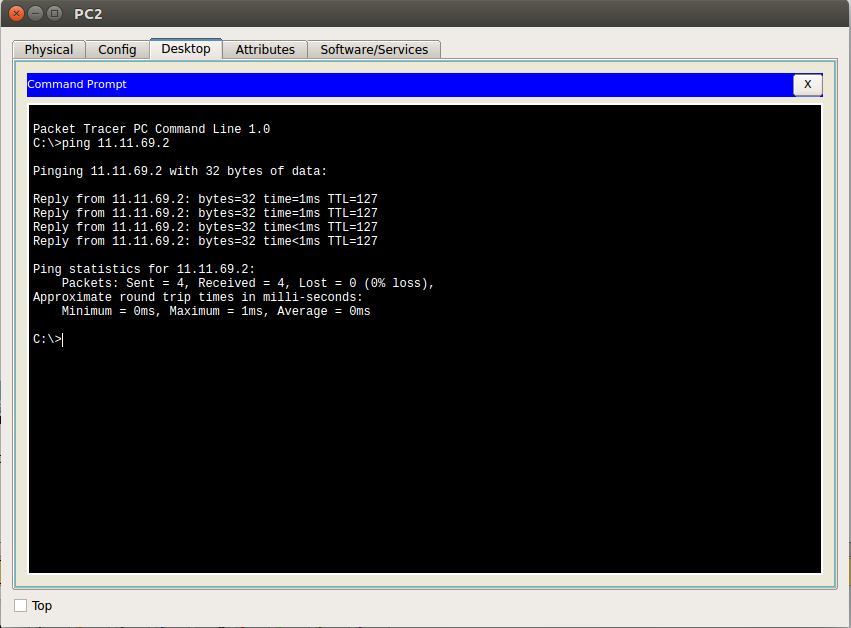 PC2
Physical Config Desktop Attributes Software/Services
Command Prompt X
Packet Tracer PC Command Line 1.0
C:\>ping 11.11.69.2
Pinging 11.11.69.2 with 32 bytes of data:
Reply from 11.11.69.2: bytes=32 time=1ms TTL=127
Reply from 11.11.69.2: bytes=32 time=1ms TTL=127
Reply from 11.11.69.2: bytes=32 time<1ms TTL=127
Reply from 11.11.69.2: bytes=32 time<1ms TTL=127
Ping statistics for 11.11.69.2:
    Packets: Sent = 4, Received = 4, Lost = 0 (0% loss),
Approximate round trip times in milli-seconds:
    Minimum = 0ms, Maximum = 1ms, Average = 0ms
C:\>
Top